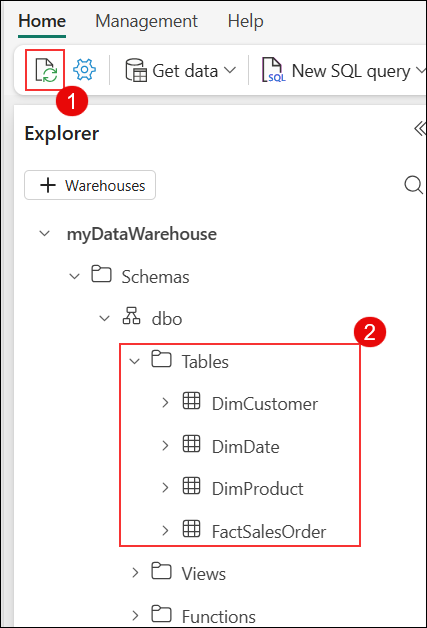 Home Management Help
Get data New SQL query
1
Explorer
+ Warehouses
myDataWarehouse
Schemas
dbo
2
Tables
DimCustomer
DimDate
DimProduct
FactSalesOrder
Views
Functions